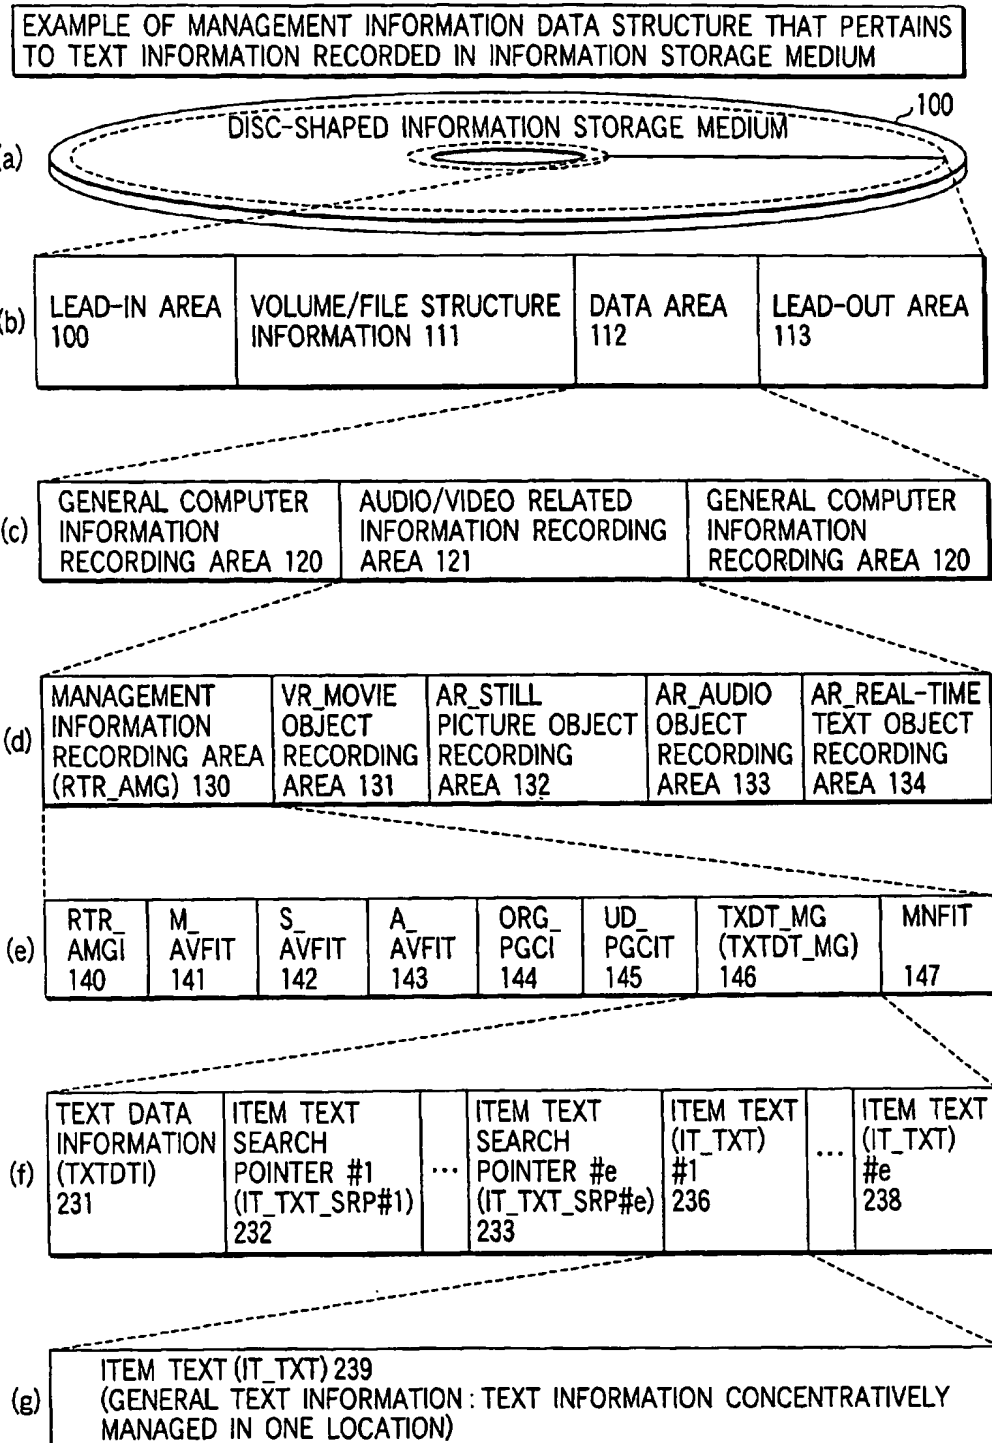 EXAMPLE OF MANAGEMENT INFORMATION DATA STRUCTURE THAT PERTAINS
TO TEXT INFORMATION RECORDED IN INFORMATION STORAGE MEDIUM
100
DISC-SHAPED INFORMATION STORAGE MEDIUM
(a)
(b)
LEAD-IN AREA
100
VOLUME/FILE STRUCTURE
INFORMATION 111
DATA AREA
112
LEAD-OUT AREA
113
(c)
GENERAL COMPUTER
INFORMATION
RECORDING AREA 120
AUDIO/VIDEO RELATED
INFORMATION RECORDING
AREA 121
GENERAL COMPUTER
INFORMATION
RECORDING AREA 120
(d)
MANAGEMENT
INFORMATION
RECORDING AREA
(RTR_AMG) 130
VR_MOVIE
OBJECT
RECORDING
AREA 131
AR_STILL
PICTURE OBJECT
RECORDING
AREA 132
AR_AUDIO
OBJECT
RECORDING
AREA 133
AR_REAL-TIME
TEXT OBJECT
RECORDING
AREA 134
(e)
RTR_
AMGI
140
M_
AVFIT
141
S_
AVFIT
142
A_
AVFIT
143
ORG_
PGCI
144
UD_
PGCIT
145
TXDT_MG
(TXTDT_MG)
146
MNFIT
147
(f)
TEXT DATA
INFORMATION
(TXTDTI)
231
ITEM TEXT
SEARCH
POINTER #1
(IT_TXT_SRP#1)
232
...
ITEM TEXT
SEARCH
POINTER #e
(IT_TXT_SRP#e)
233
ITEM TEXT
(IT_TXT)
#1
236
...
ITEM TEXT
(IT_TXT)
#e
238
(g)
ITEM TEXT (IT_TXT) 239
(GENERAL TEXT INFORMATION : TEXT INFORMATION CONCENTRATIVELY
MANAGED IN ONE LOCATION)